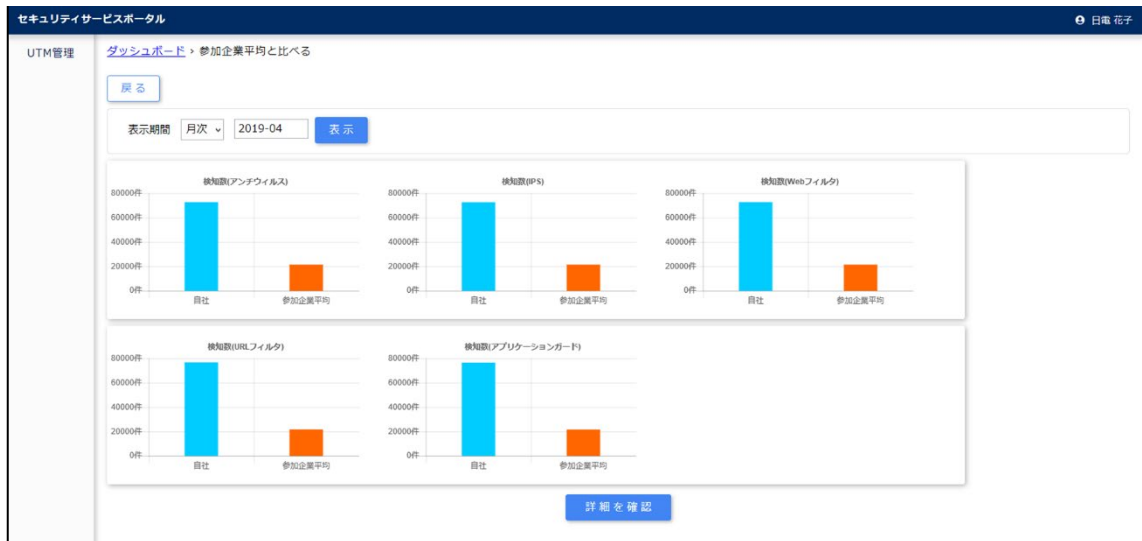 セキュリティサービスポータル
日電 花子
UTM管理
ダッシュボード › 参加企業平均と比べる
戻る
表示期間 月次 2019-04 表示
検知数(アンチウィルス)
80000件
60000件
40000件
20000件
0件
自社 参加企業平均
検知数(IPS)
80000件
60000件
40000件
20000件
0件
自社 参加企業平均
検知数(Webフィルタ)
80000件
60000件
40000件
20000件
0件
自社 参加企業平均
検知数(URLフィルタ)
80000件
60000件
40000件
20000件
0件
自社 参加企業平均
検知数(アプリケーションガード)
80000件
60000件
40000件
20000件
0件
自社 参加企業平均
詳細を確認